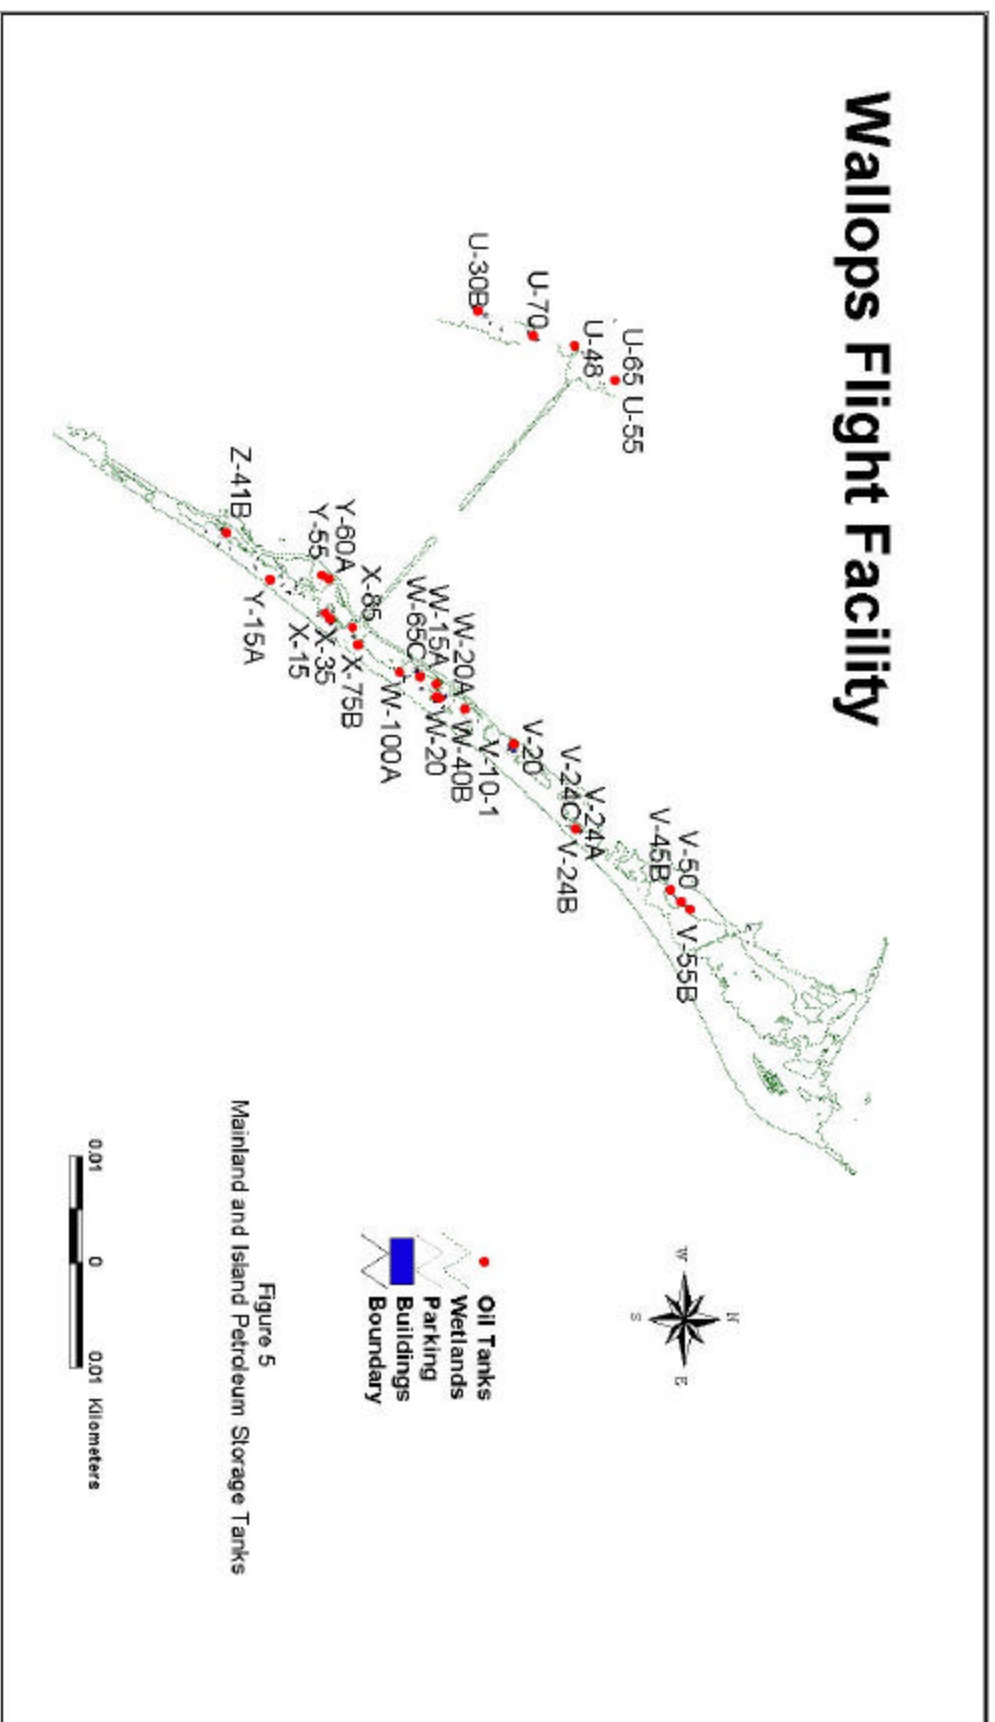 Wallops Flight Facility
U-65 U-55
U-48
U-70
U-30B
V-50
V-45B
V-55B
V-24A
V-24C
V-24B
V-20
V-10-1
W-20A
W-40B
W-15A
W-20
W-65C
W-100A
X-85
X-75B
Y-60A
X-35
Y-55
X-15
Z-41B
Y-15A
N
W
E
S
Oil Tanks
Wetlands
Parking
Buildings
Boundary
Figure 5
Mainland and Island Petroleum Storage Tanks
0.01 0 0.01 Kilometers